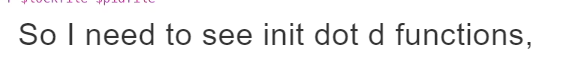 So I need to see init dot d functions,